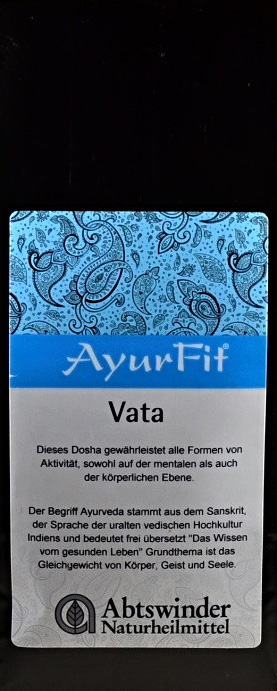 AyurFit®
Vata
Dieses Dosha gewährleistet alle Formen von
Aktivität, sowohl auf der mentalen als auch
der körperlichen Ebene.
Der Begriff Ayurveda stammt aus dem Sanskrit,
der Sprache der uralten vedischen Hochkultur
Indiens und bedeutet frei übersetzt "Das Wissen
vom gesunden Leben" Grundthema ist das
Gleichgewicht von Körper, Geist und Seele.
Abtswinder
Naturheilmittel